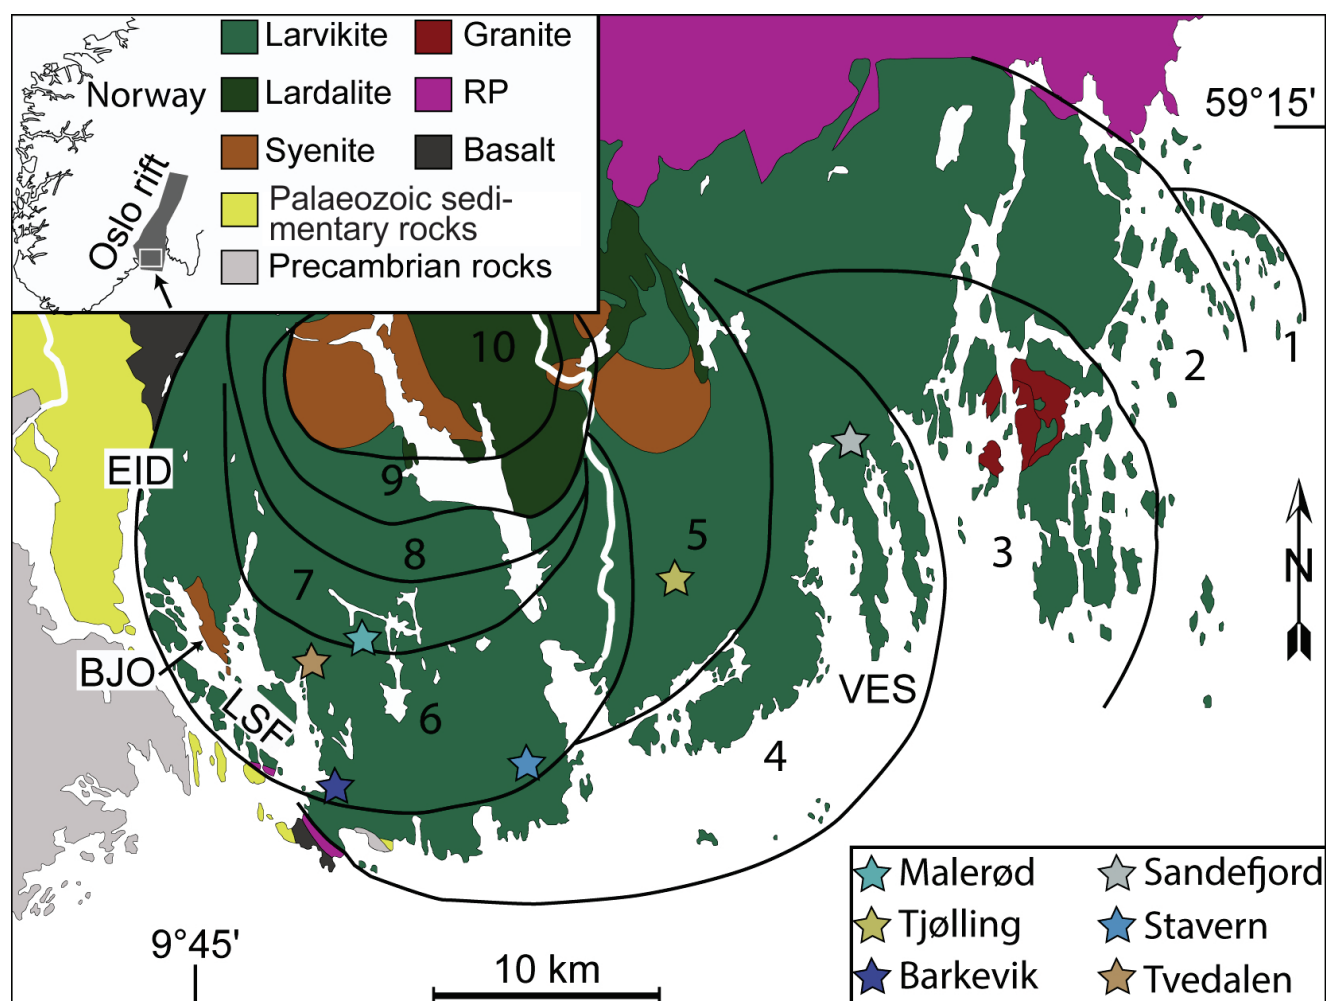 Larvikite
Granite
Norway
Lardalite
RP
59°15'
Syenite
Basalt
Oslo rift
Palaeozoic sedi-
mentary rocks
Precambrian rocks
10
1
2
EID
9
8
5
3
7
N
BJO
LSF
6
VES
4
Malerød
Sandefjord
Tjølling
Stavern
Barkevik
Tvedalen
9°45'
10 km